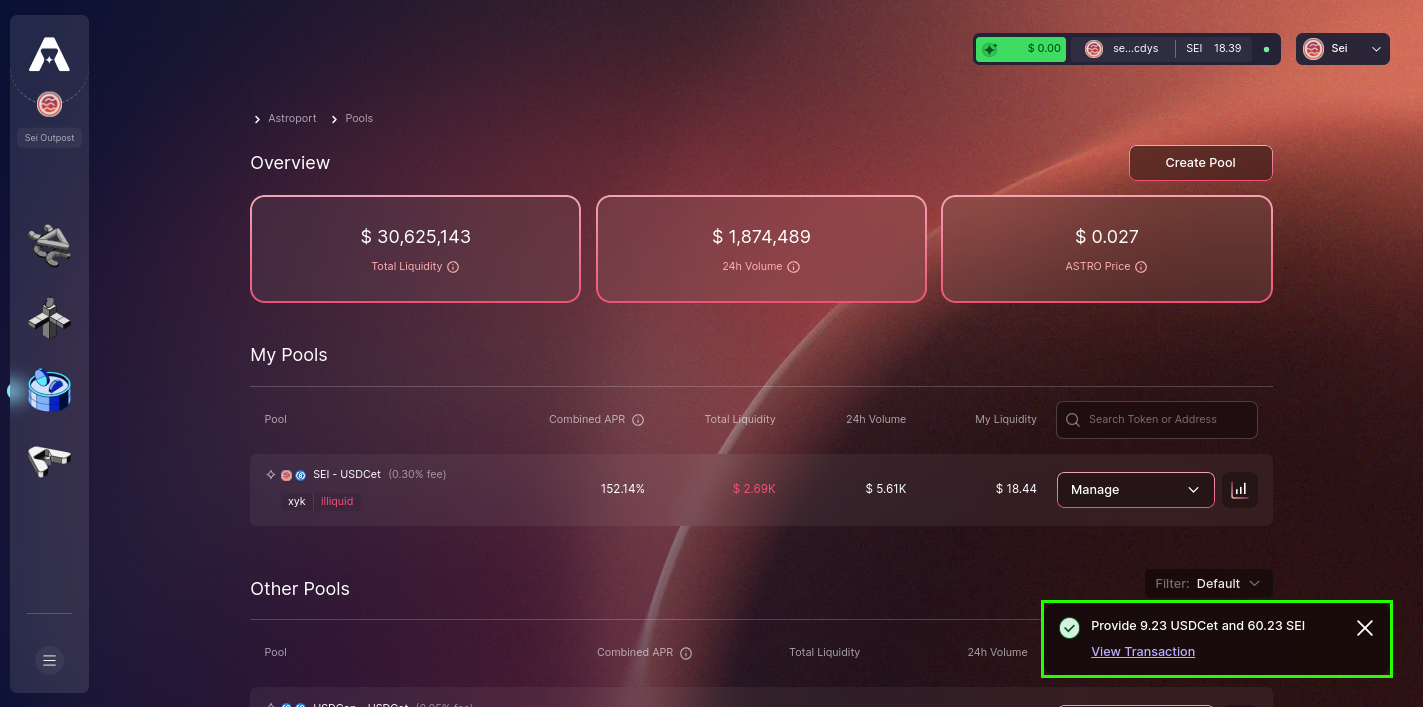 $ 0.00
se...cdys
SEI 18.39
Sei
Sei Outpost
Astroport
Pools
Overview
Create Pool
$ 30,625,143
Total Liquidity
$ 1,874,489
24h Volume
$ 0.027
ASTRO Price
My Pools
Pool
Combined APR
Total Liquidity
24h Volume
My Liquidity
Search Token or Address
SEI - USDCet (0.30% fee)
xyk
illiquid
152.14%
$ 2.69K
$ 5.61K
$ 18.44
Manage
Other Pools
Filter: Default
Pool
Combined APR
Total Liquidity
24h Volume
Provide 9.23 USDCet and 60.23 SEI
View Transaction